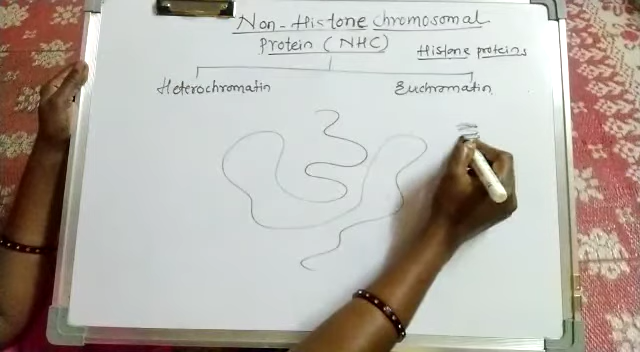 Non-Histone chromosomal
Protein (NHC)
Histone proteins
Heterochromatin
Euchromatin